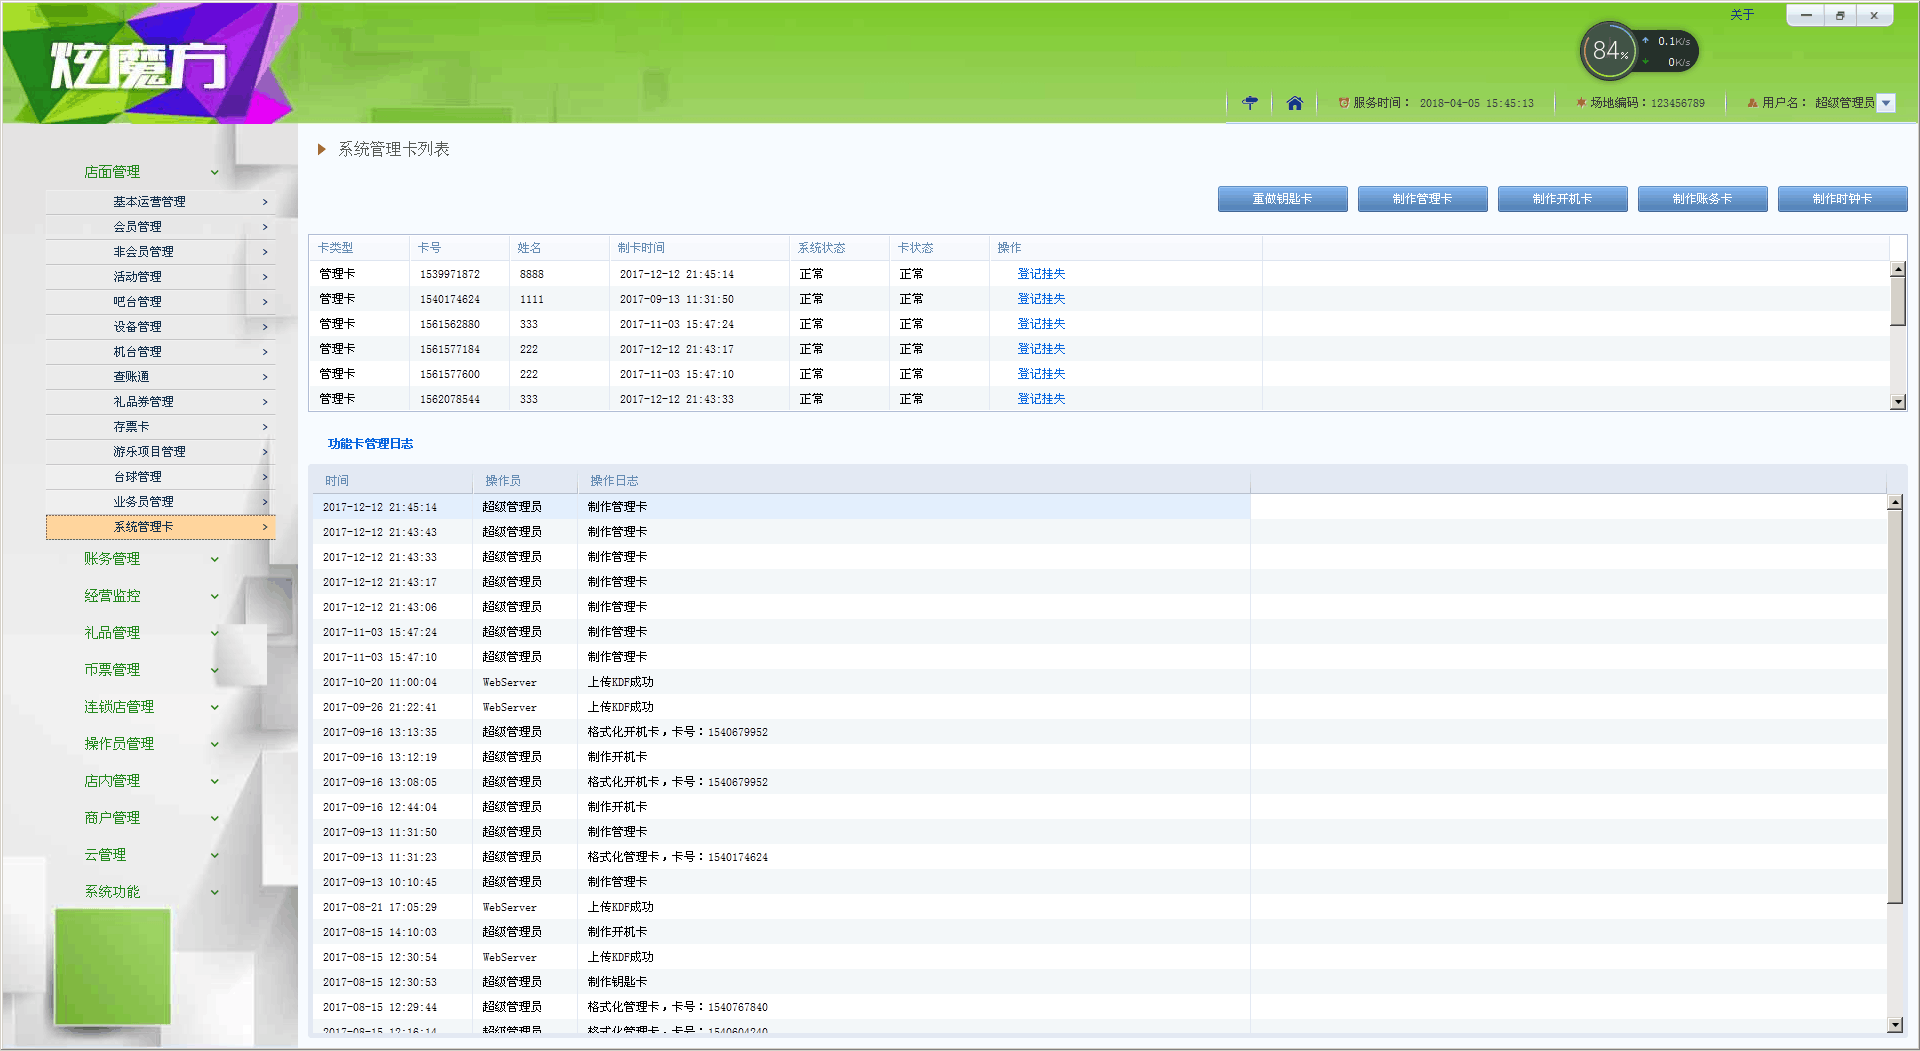 关于
炫魔方
84%
0.1K/s
0K/s
服务时间： 2018-04-05 15:45:13 场地编码：123456789 用户名： 超级管理员
店面管理
基本运营管理
会员管理
非会员管理
活动管理
吧台管理
设备管理
机台管理
查账通
礼品券管理
存票卡
游乐项目管理
台球管理
业务员管理
系统管理卡
账务管理
经营监控
礼品管理
币票管理
连锁店管理
操作员管理
店内管理
商户管理
云管理
系统功能
系统管理卡列表
重做钥匙卡 制作管理卡 制作开机卡 制作账务卡 制作时钟卡
卡类型 卡号 姓名 制卡时间 系统状态 卡状态 操作
管理卡 1539971872 8888 2017-12-12 21:45:14 正常 正常 登记挂失
管理卡 1540174624 1111 2017-09-13 11:31:50 正常 正常 登记挂失
管理卡 1561562880 333 2017-11-03 15:47:24 正常 正常 登记挂失
管理卡 1561577184 222 2017-12-12 21:43:17 正常 正常 登记挂失
管理卡 1561577600 222 2017-11-03 15:47:10 正常 正常 登记挂失
管理卡 1562078544 333 2017-12-12 21:43:33 正常 正常 登记挂失
功能卡管理日志
时间 操作员 操作日志
2017-12-12 21:45:14 超级管理员 制作管理卡
2017-12-12 21:43:43 超级管理员 制作管理卡
2017-12-12 21:43:33 超级管理员 制作管理卡
2017-12-12 21:43:17 超级管理员 制作管理卡
2017-12-12 21:43:06 超级管理员 制作管理卡
2017-11-03 15:47:24 超级管理员 制作管理卡
2017-11-03 15:47:10 超级管理员 制作管理卡
2017-10-20 11:00:04 WebServer 上传KDF成功
2017-09-26 21:22:41 WebServer 上传KDF成功
2017-09-16 13:13:35 超级管理员 格式化开机卡，卡号：1540679952
2017-09-16 13:12:19 超级管理员 制作开机卡
2017-09-16 13:08:05 超级管理员 格式化开机卡，卡号：1540679952
2017-09-16 12:44:04 超级管理员 制作开机卡
2017-09-13 11:31:50 超级管理员 制作管理卡
2017-09-13 11:31:23 超级管理员 格式化管理卡，卡号：1540174624
2017-09-13 10:10:45 超级管理员 制作管理卡
2017-08-21 17:05:29 WebServer 上传KDF成功
2017-08-15 14:10:03 超级管理员 制作开机卡
2017-08-15 12:30:54 WebServer 上传KDF成功
2017-08-15 12:30:53 超级管理员 制作钥匙卡
2017-08-15 12:29:44 超级管理员 格式化管理卡，卡号：1540767840
2017-08-15 12:16:14 超级管理员 格式化管理卡，卡号：1540604240